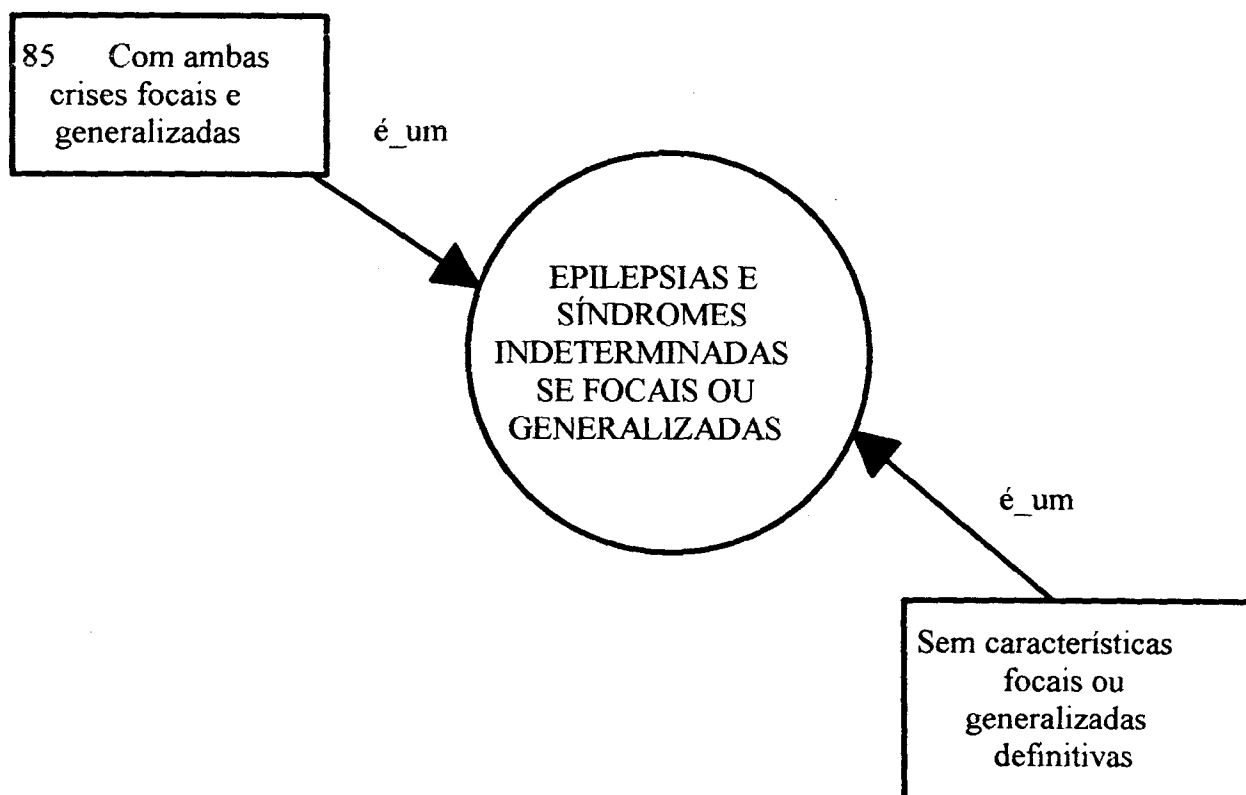 85 Com ambas
crises focais e
generalizadas
é_um
EPILEPSIAS E
SÍNDROMES
INDETERMINADAS
SE FOCAIS OU
GENERALIZADAS
é_um
Sem características
focais ou
generalizadas
definitivas